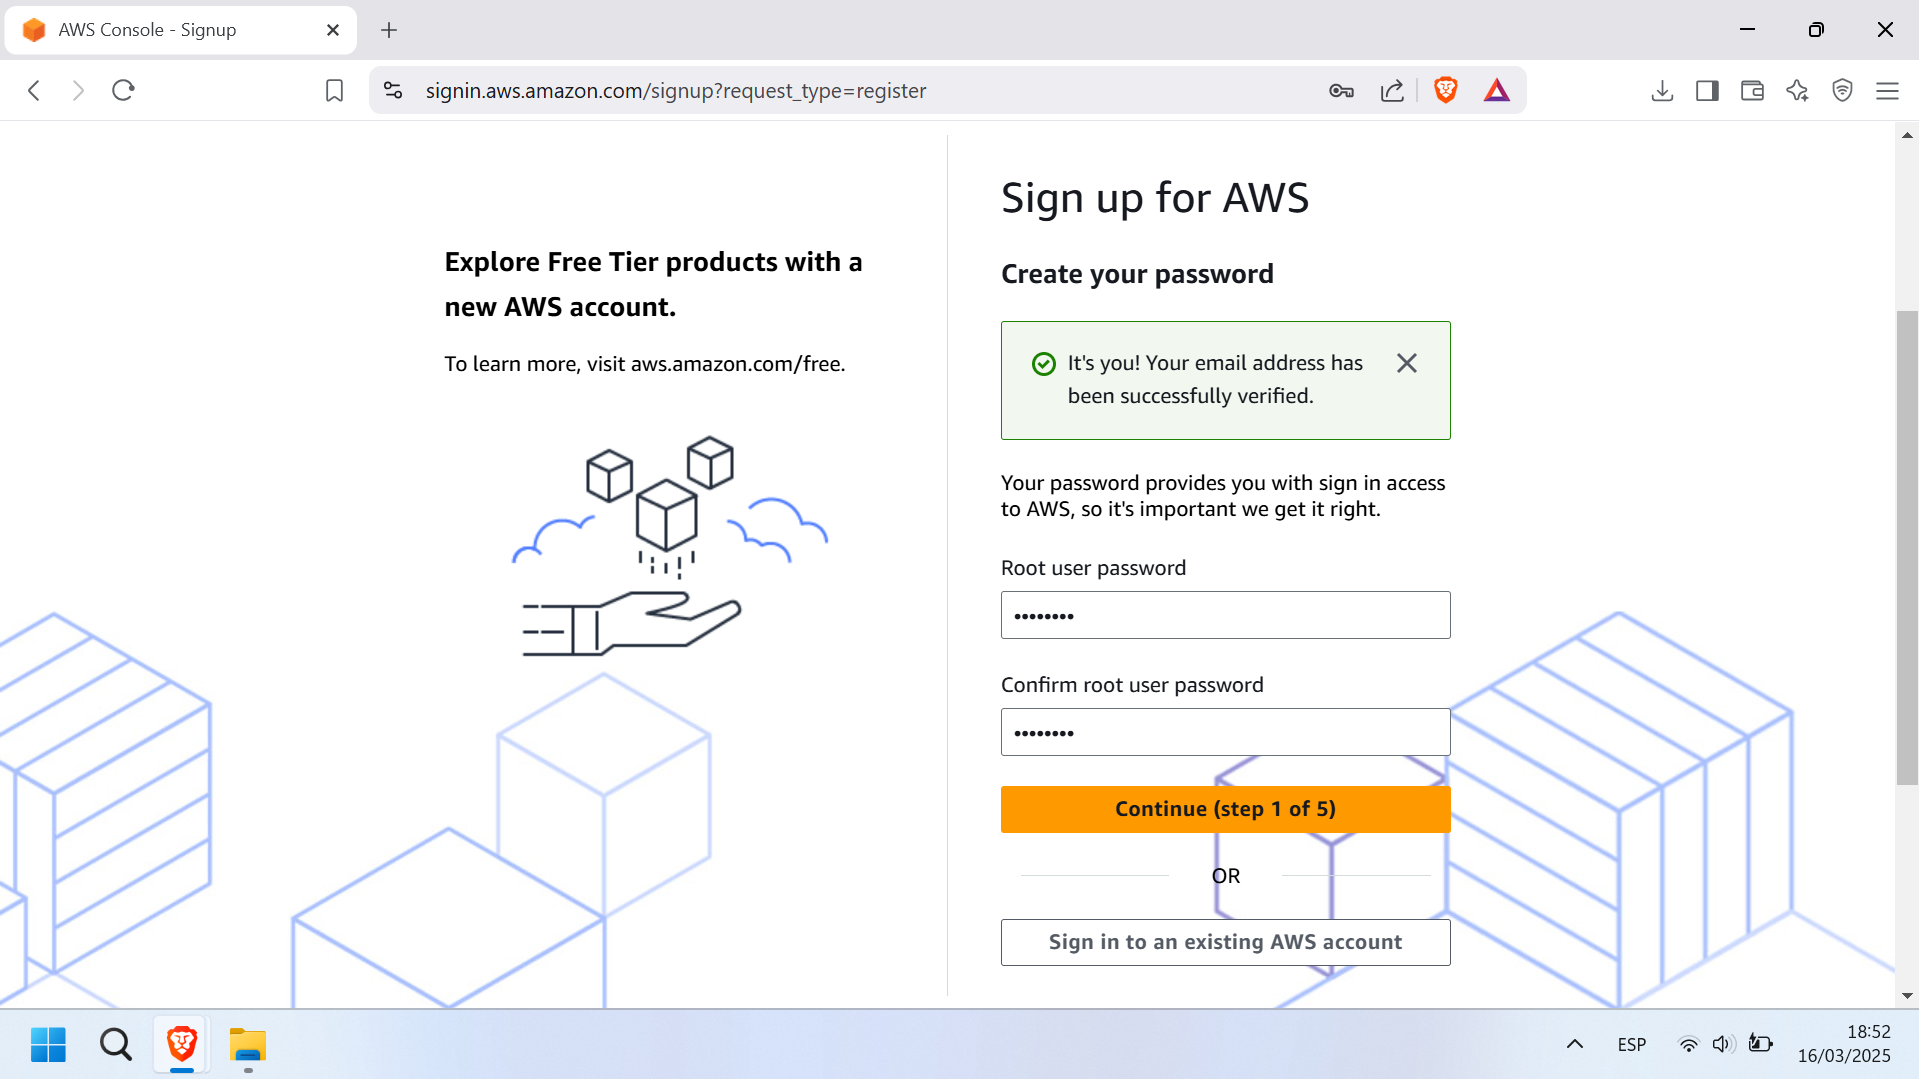 AWS Console - Signup
signin.aws.amazon.com/signup?request_type=register
Explore Free Tier products with a
new AWS account.
To learn more, visit aws.amazon.com/free.
Sign up for AWS
Create your password
It's you! Your email address has
been successfully verified.
Your password provides you with sign in access
to AWS, so it's important we get it right.
Root user password
••••••••
Confirm root user password
••••••••
Continue (step 1 of 5)
OR
Sign in to an existing AWS account
ESP
18:52
16/03/2025